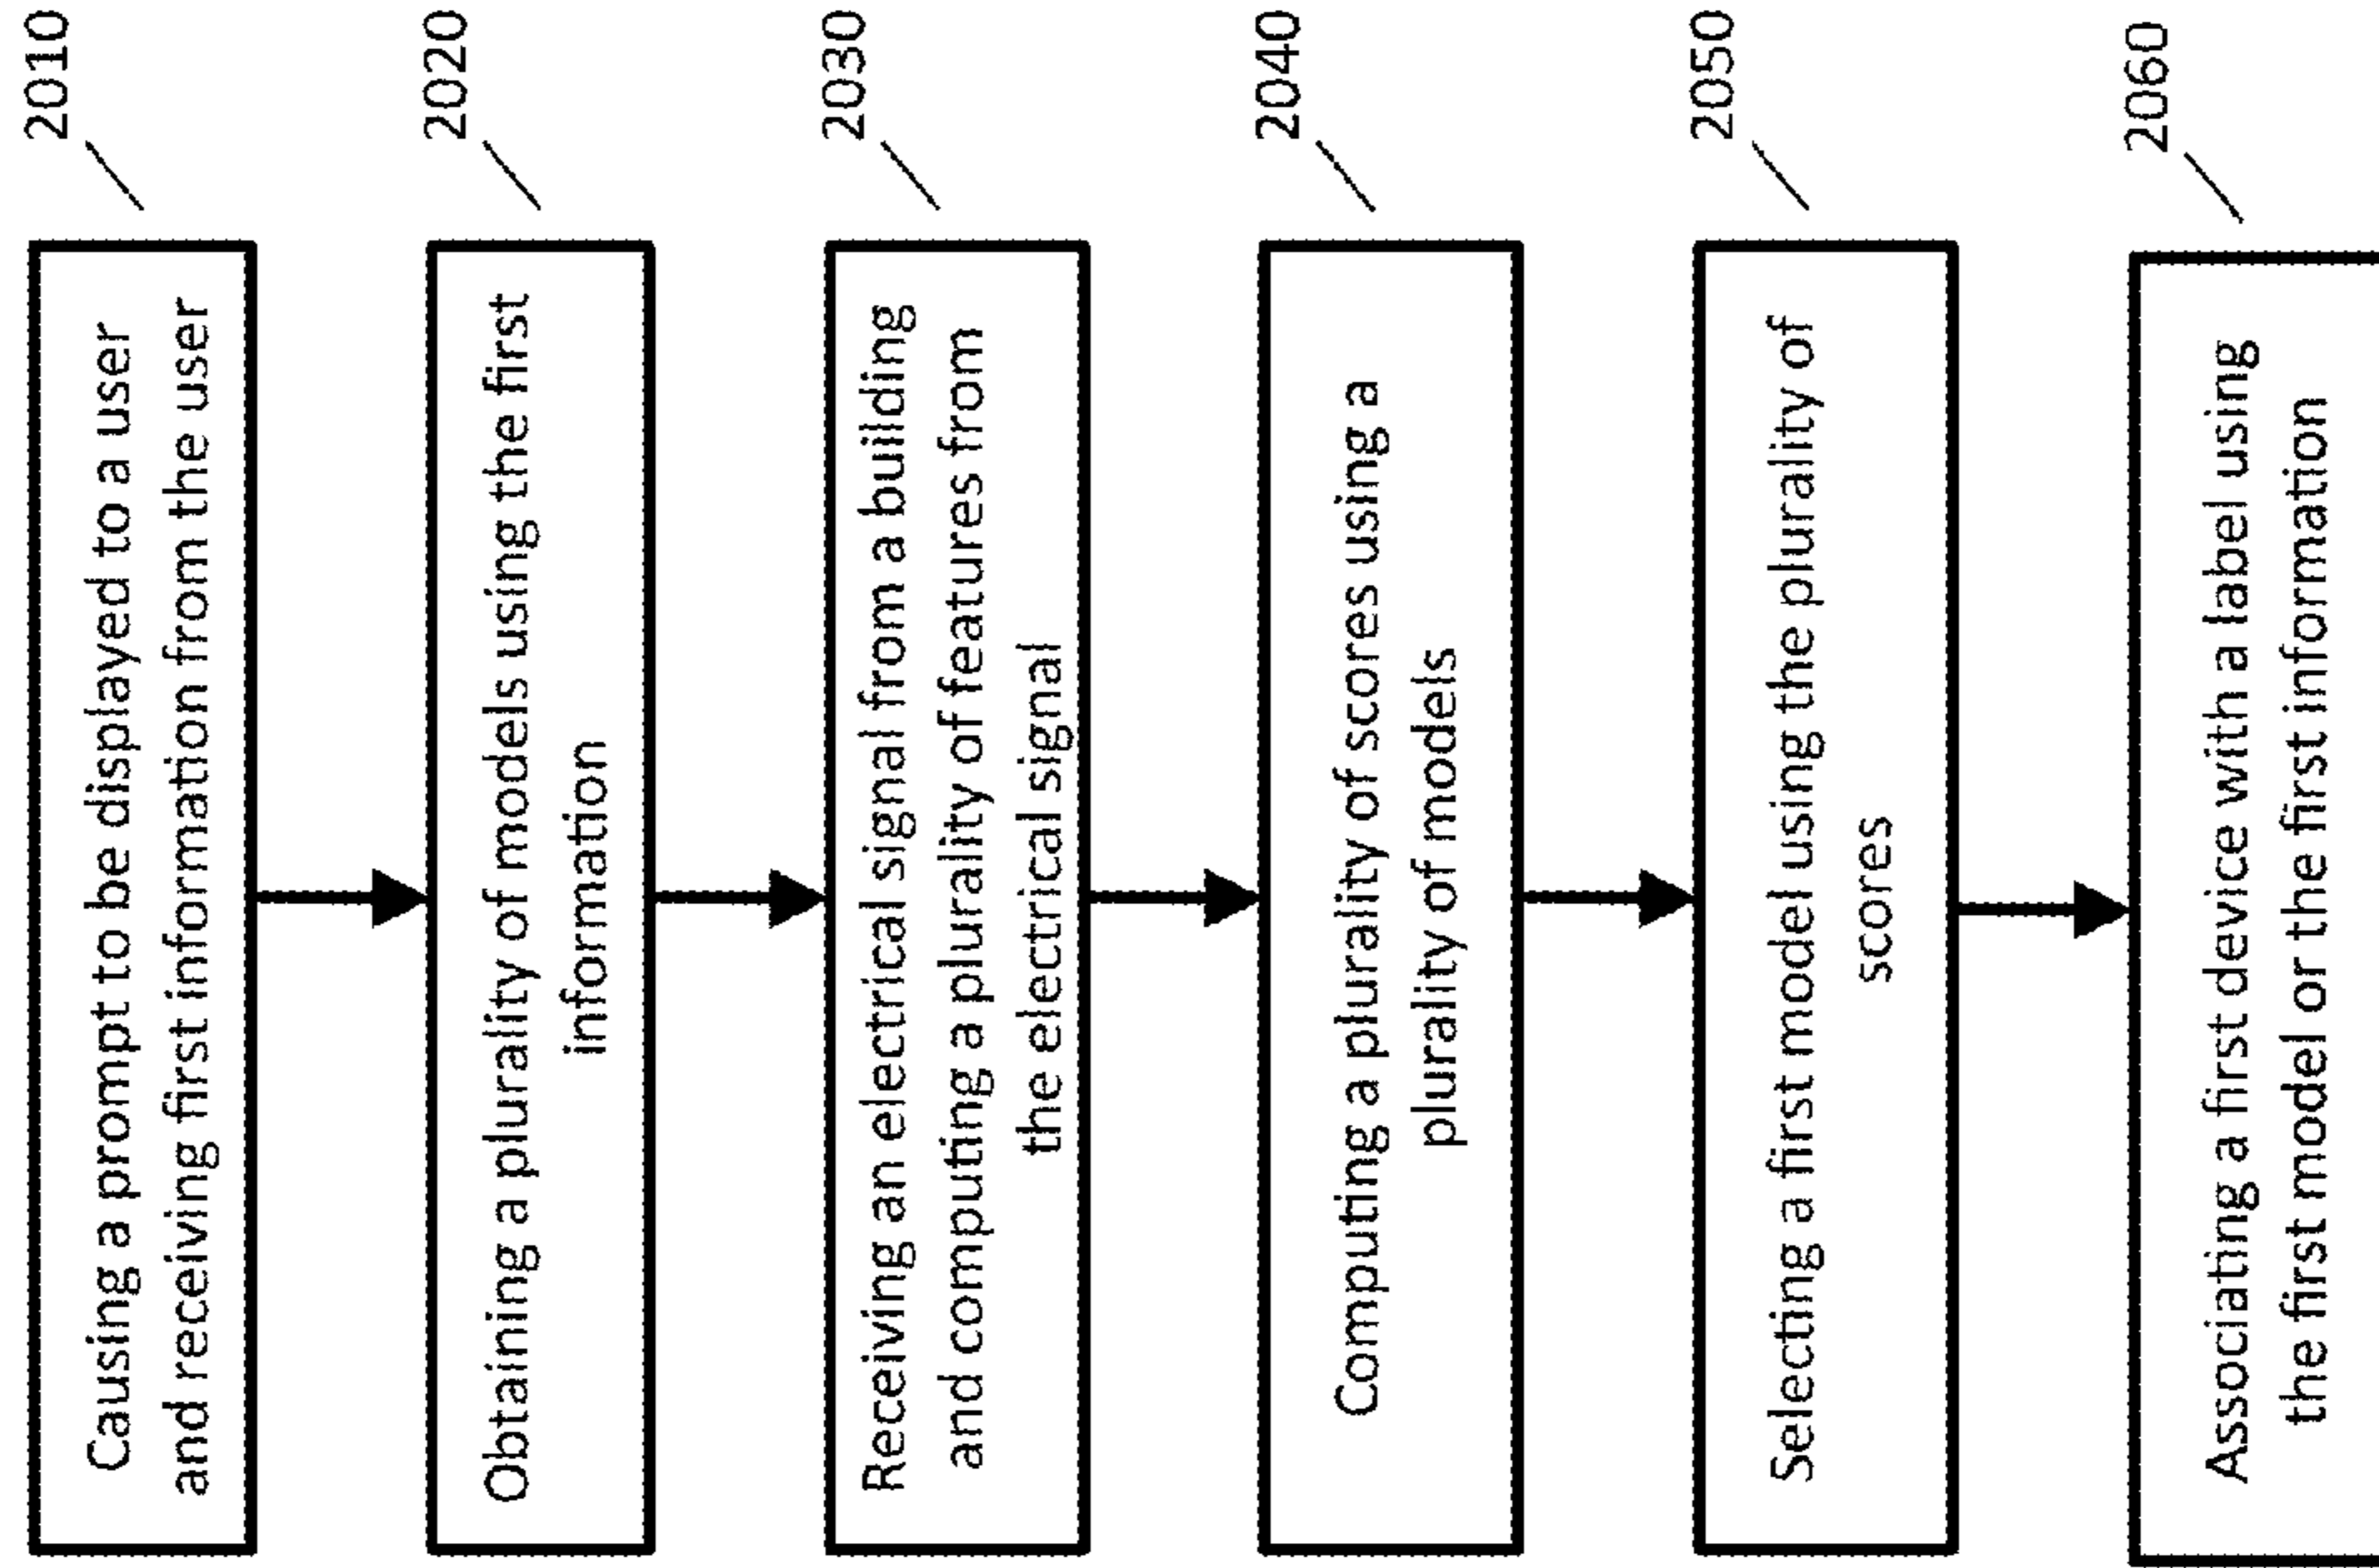 2010
Causing a prompt to be displayed to a user
and receiving first information from the user
2020
Obtaining a plurality of models using the first
information
2030
Receiving an electrical signal from a building
and computing a plurality of features from
the electrical signal
2040
Computing a plurality of scores using a
plurality of models
2050
Selecting a first model using the plurality of
scores
2060
Associating a first device with a label using
the first model or the first information